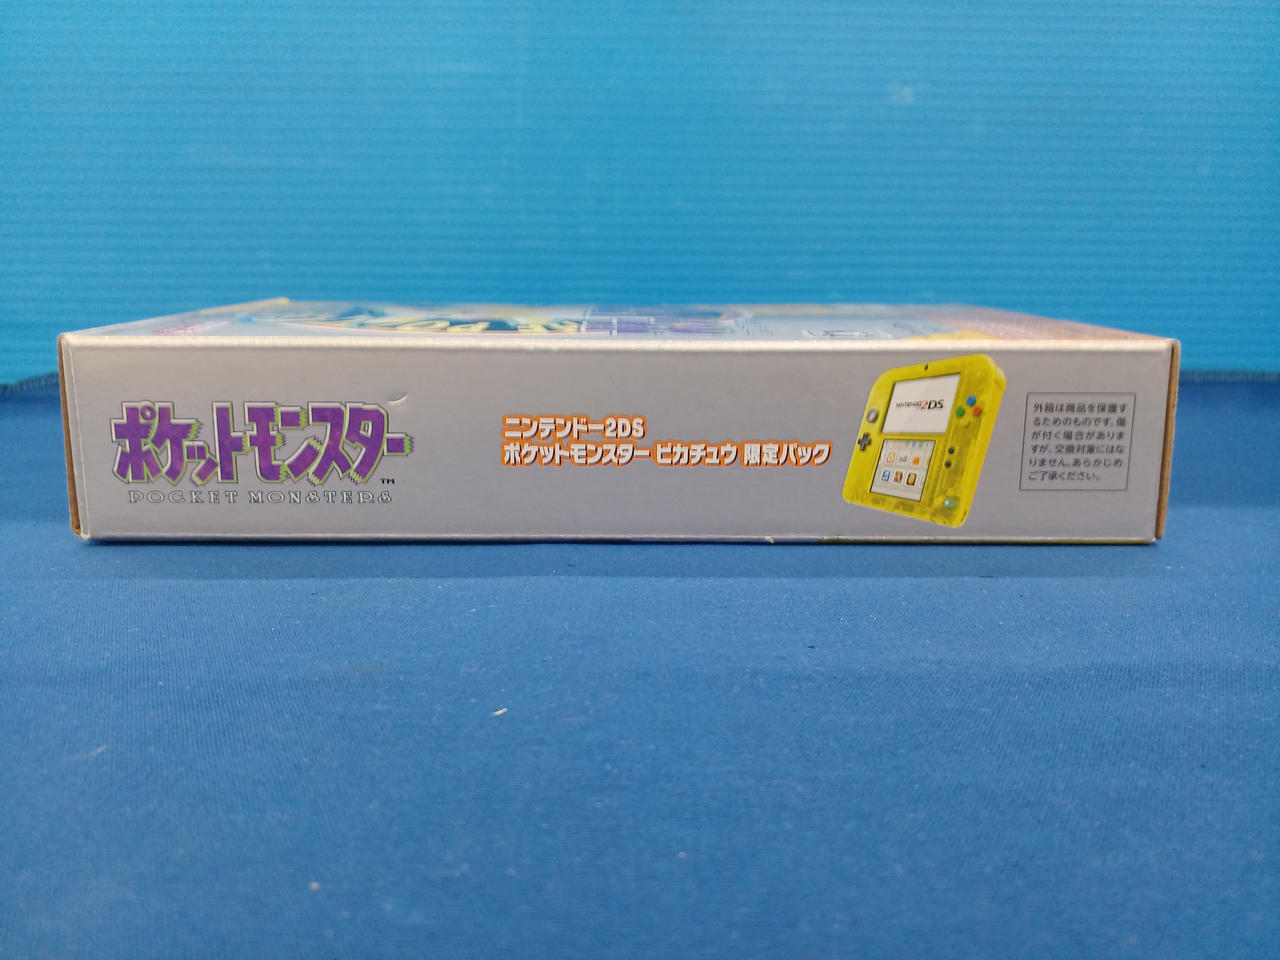 ポケットモンスター
TM
POCKET MONSTERS
ニンテンドー2DS
ポケットモンスター ピカチュウ 限定パック
NINTENDO 2DS
外箱は商品を保護す
るためのものです。傷
が付く場合がありま
すが、交換対象にはな
りません。あらかじめ
ご了承ください。